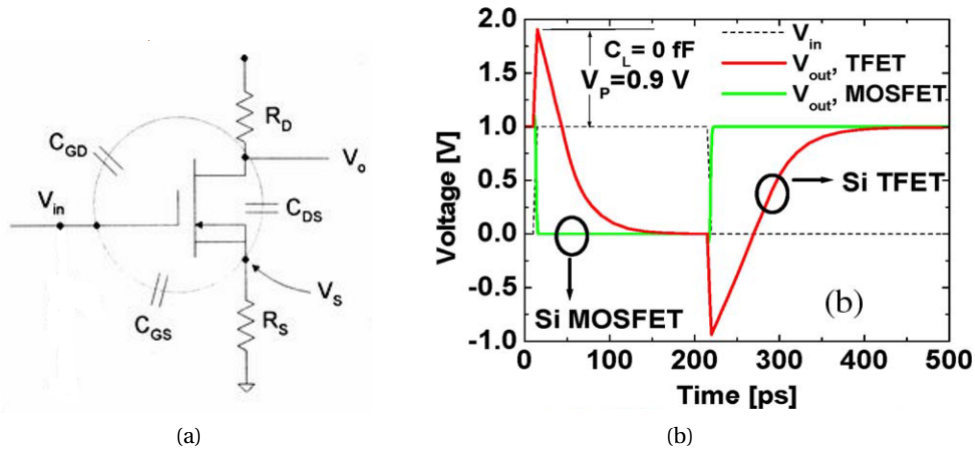 R_D
C_GD
V_o
V_in
C_DS
V_S
C_GS
R_S
(a)
2.0
1.5
1.0
0.5
0.0
-0.5
-1.0
Voltage [V]
C_L= 0 fF
V_P=0.9 V
V_in
V_out, TFET
V_out, MOSFET
Si TFET
Si MOSFET
(b)
0 100 200 300 400 500
Time [ps]
(b)